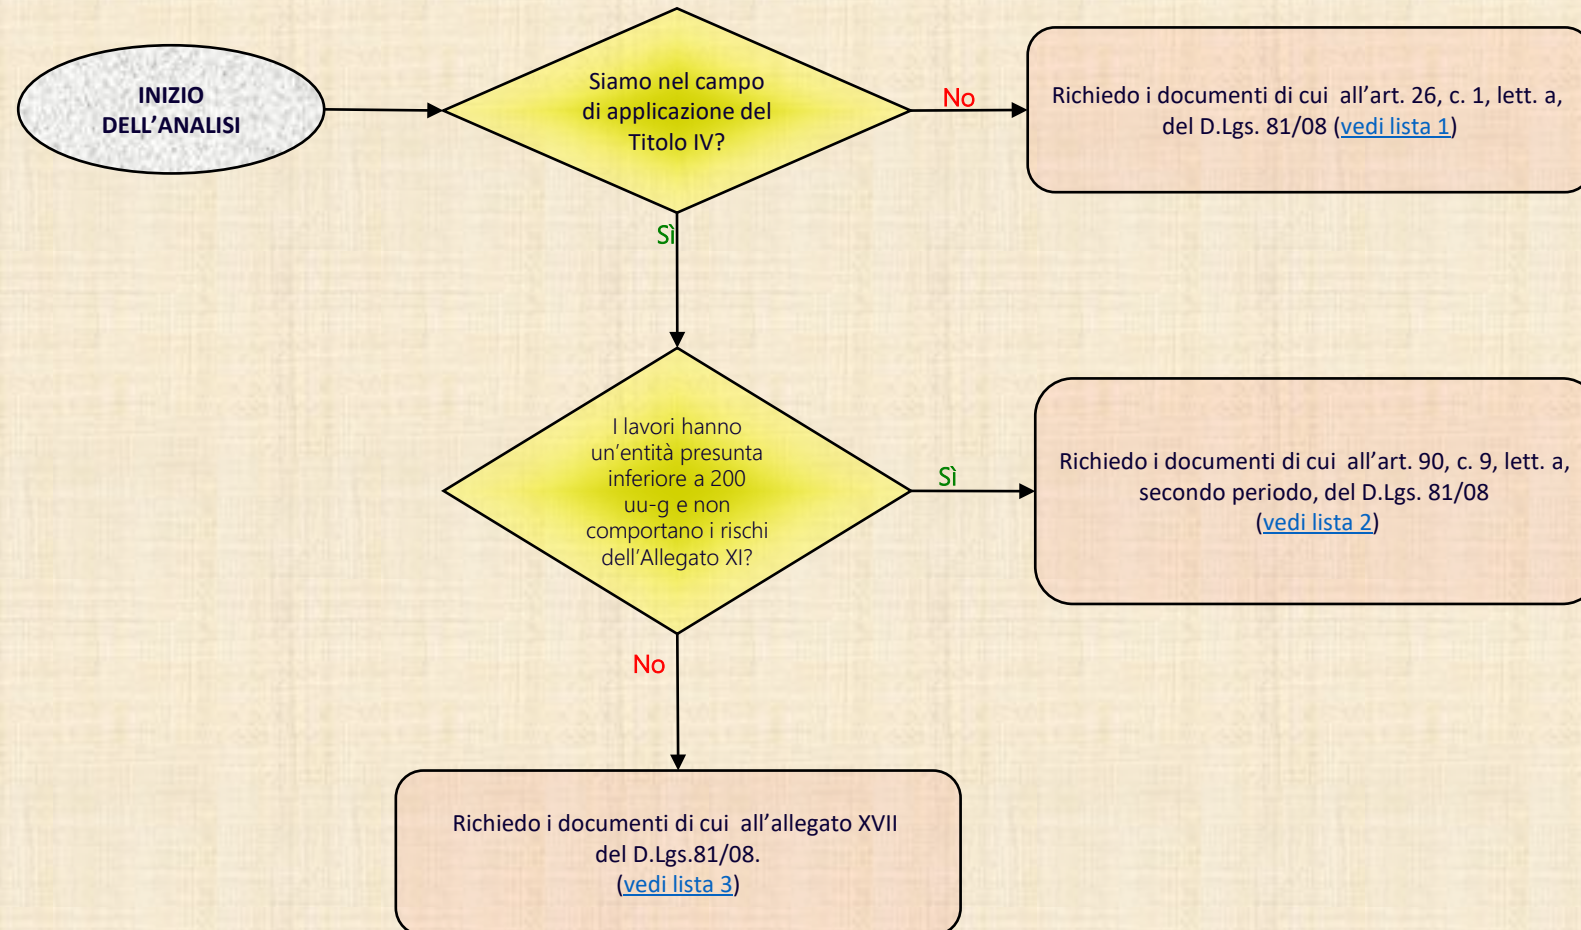 INIZIO
DELL’ANALISI
Siamo nel campo
di applicazione del
Titolo IV?
No
Richiedo i documenti di cui all’art. 26, c. 1, lett. a,
del D.Lgs. 81/08 (vedi lista 1)
Sì
I lavori hanno
un’entità presunta
inferiore a 200
uu-g e non
comportano i rischi
dell’Allegato XI?
Sì
Richiedo i documenti di cui all’art. 90, c. 9, lett. a,
secondo periodo, del D.Lgs. 81/08
(vedi lista 2)
No
Richiedo i documenti di cui all’allegato XVII
del D.Lgs.81/08.
(vedi lista 3)